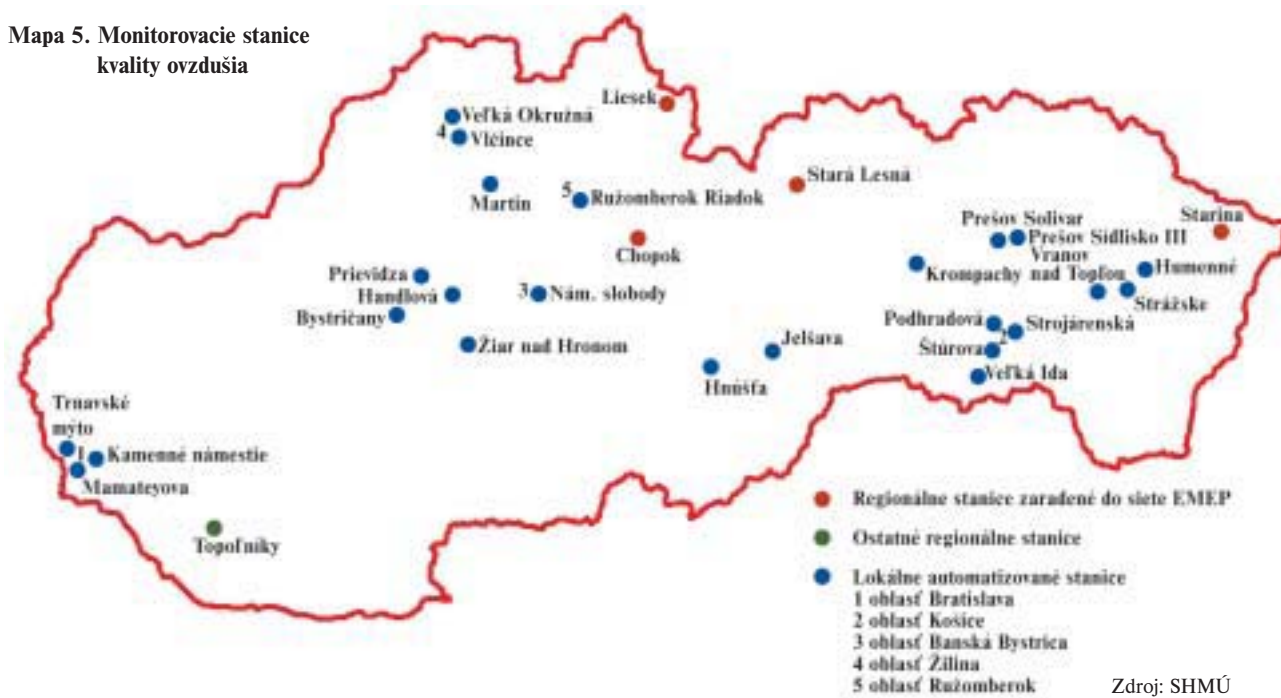 Mapa 5. Monitorovacie stanice
kvality ovzdušia
Liesek
Veľká Okružná
4
Vlčince
Martin
5
Ružomberok Riadok
Stará Lesná
Starina
Prešov Solivar
Prešov Sídlisko III
Chopok
Vranov
nad Topľou
Krompachy
Humenné
Strážske
Prievidza
Handlová
3
Nám. slobody
Bystričany
Žiar nad Hronom
Podhradová
2
Strojárenská
Štúrova
Veľká Ida
Jelšava
Hnúšťa
Trnavské
mýto
1
Kamenné námestie
Mamateyova
Topoľníky
Regionálne stanice zaradené do siete EMEP
Ostatné regionálne stanice
Lokálne automatizované stanice
1 oblasť Bratislava
2 oblasť Košice
3 oblasť Banská Bystrica
4 oblasť Žilina
5 oblasť Ružomberok
Zdroj: SHMÚ